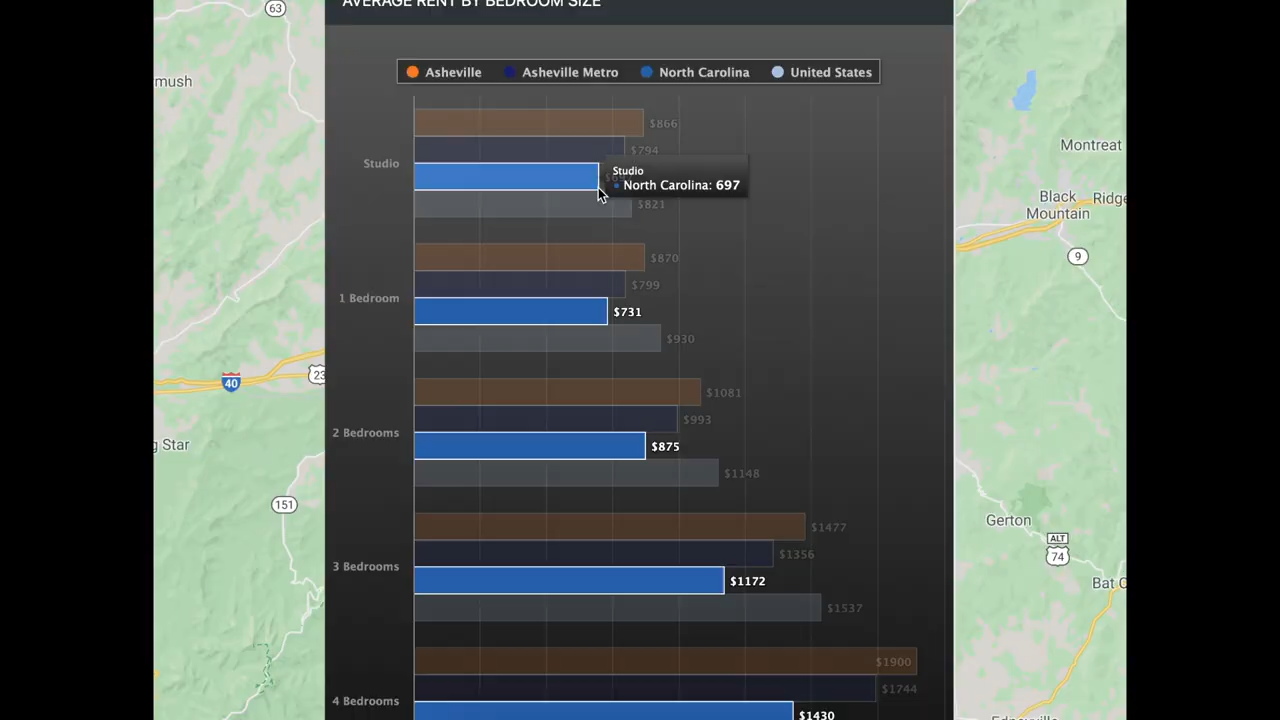 AVERAGE RENT BY BEDROOM SIZE
63
mush
Asheville
Asheville Metro
North Carolina
United States
$866
Studio
$794
Studio
North Carolina: 697
$821
Montreat
Black
Mountain
Ridge
9
$870
1 Bedroom
$799
$731
$930
40
23
2 Bedrooms
$1081
$993
$875
$1148
g Star
151
3 Bedrooms
$1477
$1356
$1172
$1537
Gerton
ALT
74
Bat C
4 Bedrooms
$1900
$1744
$1430